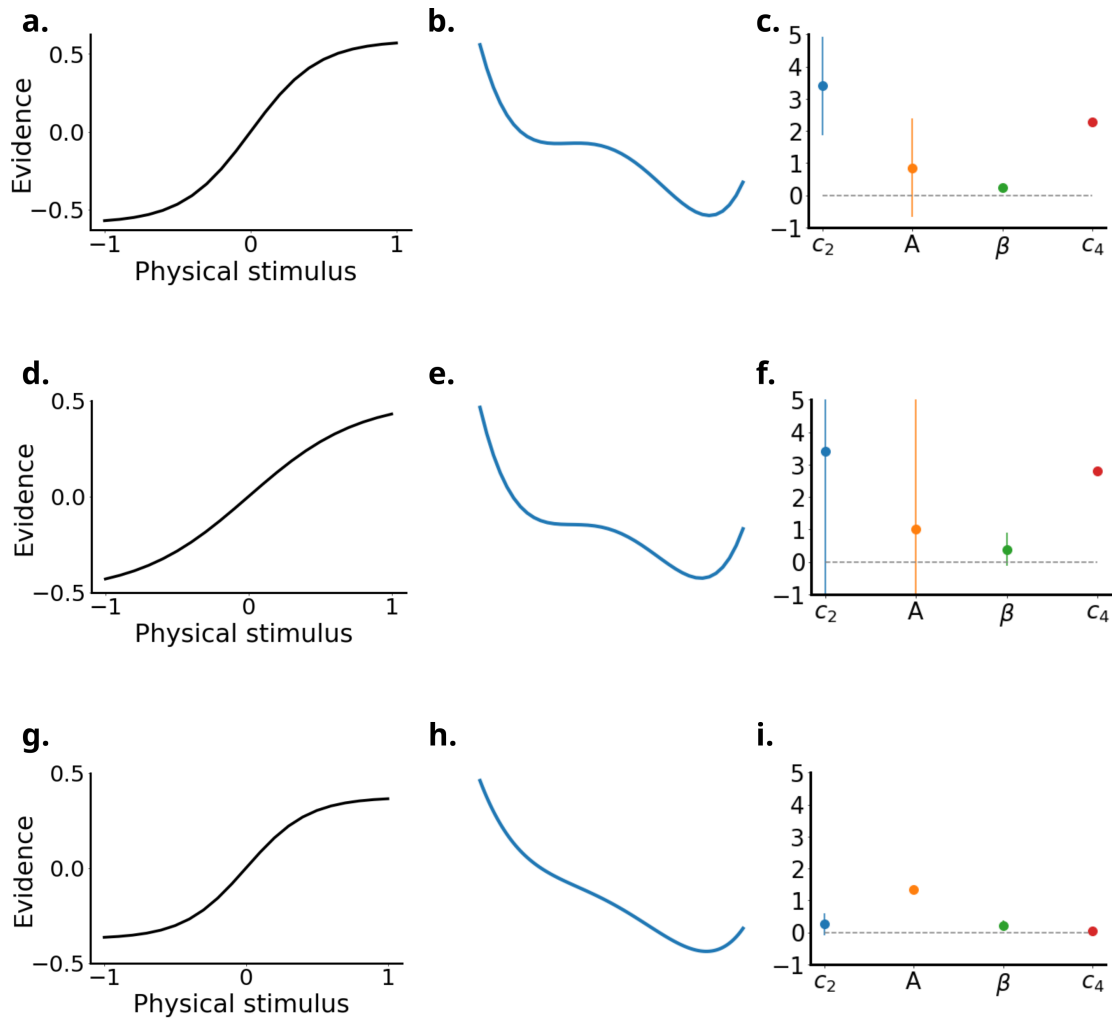 a.
0.5
0.0
−0.5
Evidence
−1
0
1
Physical stimulus
b.
c.
5
4
3
2
1
0
−1
c₂
A
β
c₄
d.
0.5
0.0
−0.5
Evidence
−1
0
1
Physical stimulus
e.
f.
5
4
3
2
1
0
−1
c₂
A
β
c₄
g.
0.5
0.0
−0.5
Evidence
−1
0
1
Physical stimulus
h.
i.
5
4
3
2
1
0
−1
c₂
A
β
c₄